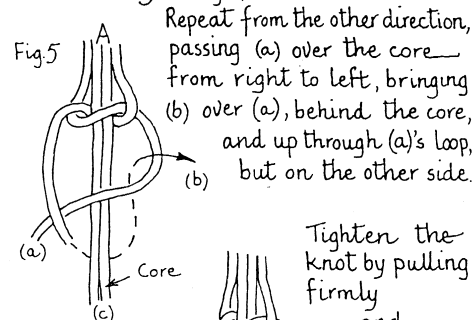 Repeat from the other direction,
passing (a) over the core
from right to left, bringing
(b) over (a), behind the core,
and up through (a)'s loop,
but on the other side.
Fig.5
A
(b)
(a)
Core
(c)
Tighten the
knot by pulling
firmly
and